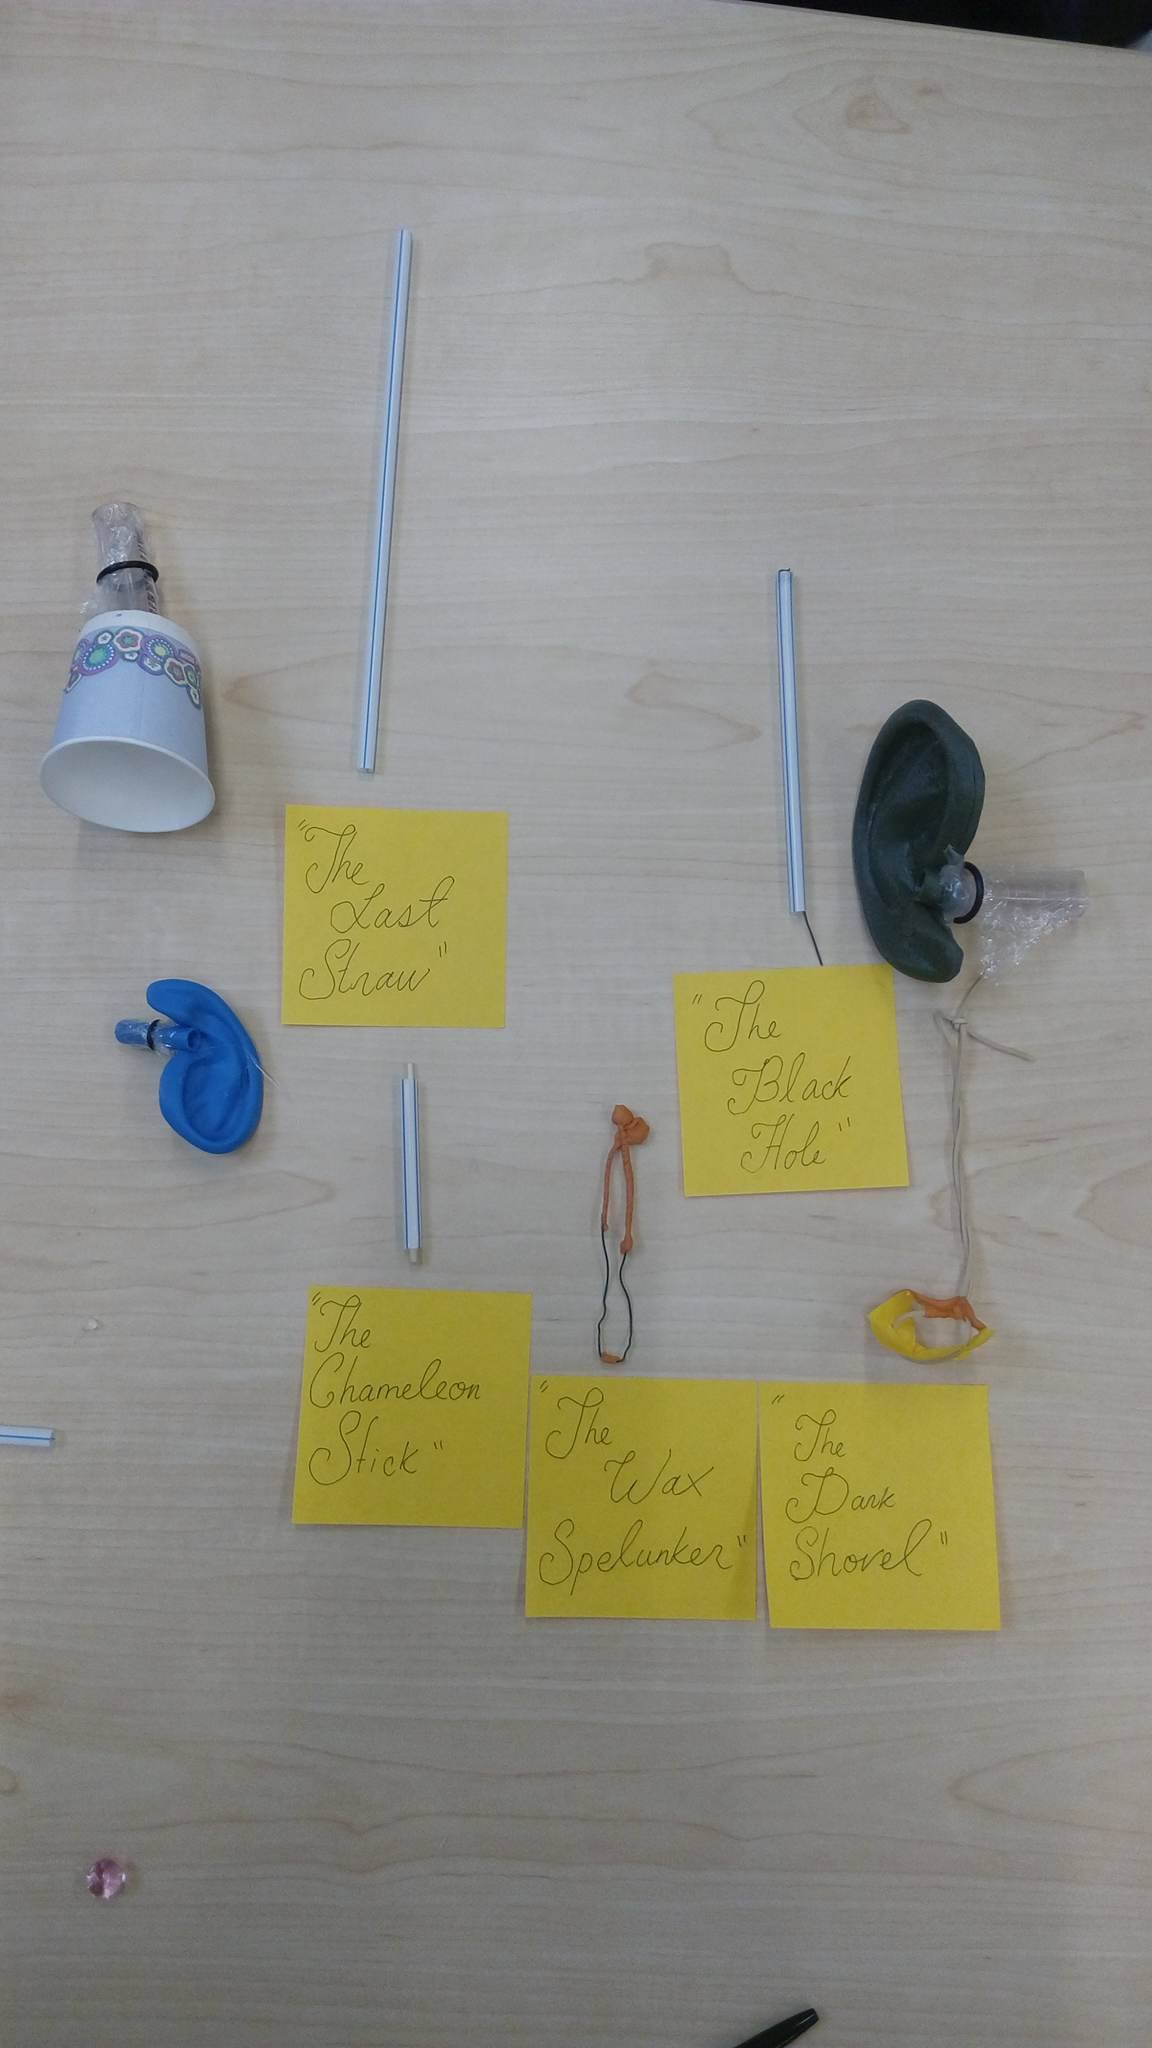 "The
Last
Straw"
"The
Black
Hole"
"The
Chameleon
Stick"
"The
Wax
Spelunker"
"The
Dark
Shovel"